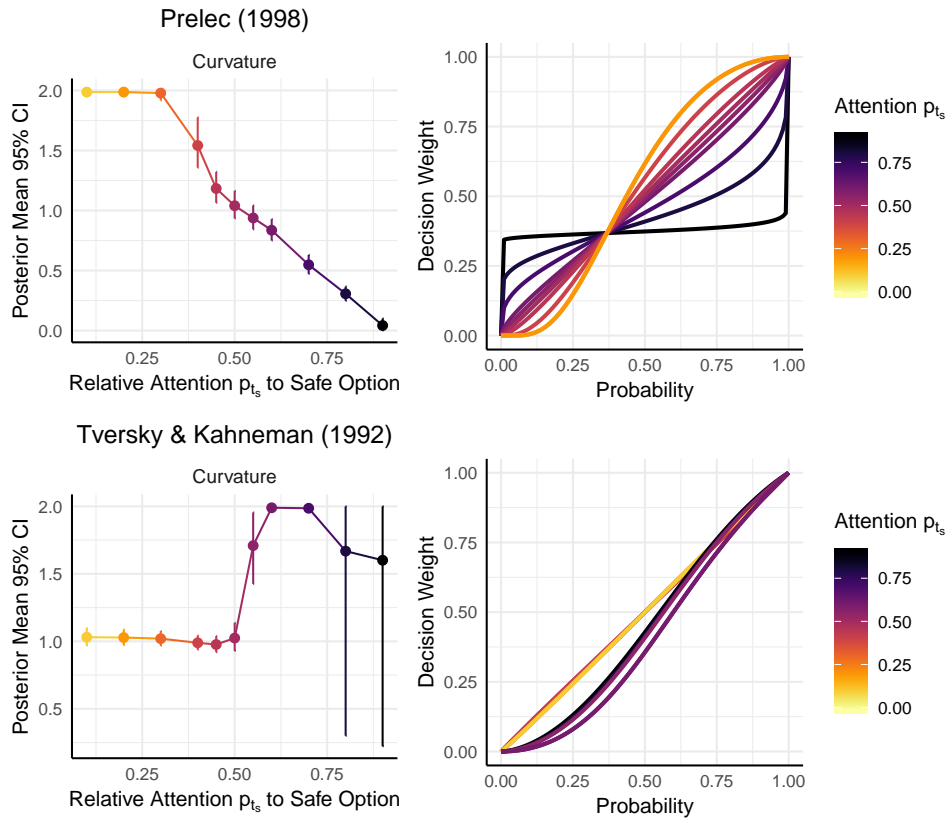 Prelec (1998)
Curvature
Posterior Mean 95% CI
2.0
1.5
1.0
0.5
0.0
0.25 0.50 0.75
Relative Attention p_ts to Safe Option
Decision Weight
1.00
0.75
0.50
0.25
0.00
0.00 0.25 0.50 0.75 1.00
Probability
Attention p_ts
0.75
0.50
0.25
0.00
Tversky & Kahneman (1992)
Curvature
Posterior Mean 95% CI
2.0
1.5
1.0
0.5
0.25 0.50 0.75
Relative Attention p_ts to Safe Option
Decision Weight
1.00
0.75
0.50
0.25
0.00
0.00 0.25 0.50 0.75 1.00
Probability
Attention p_ts
0.75
0.50
0.25
0.00